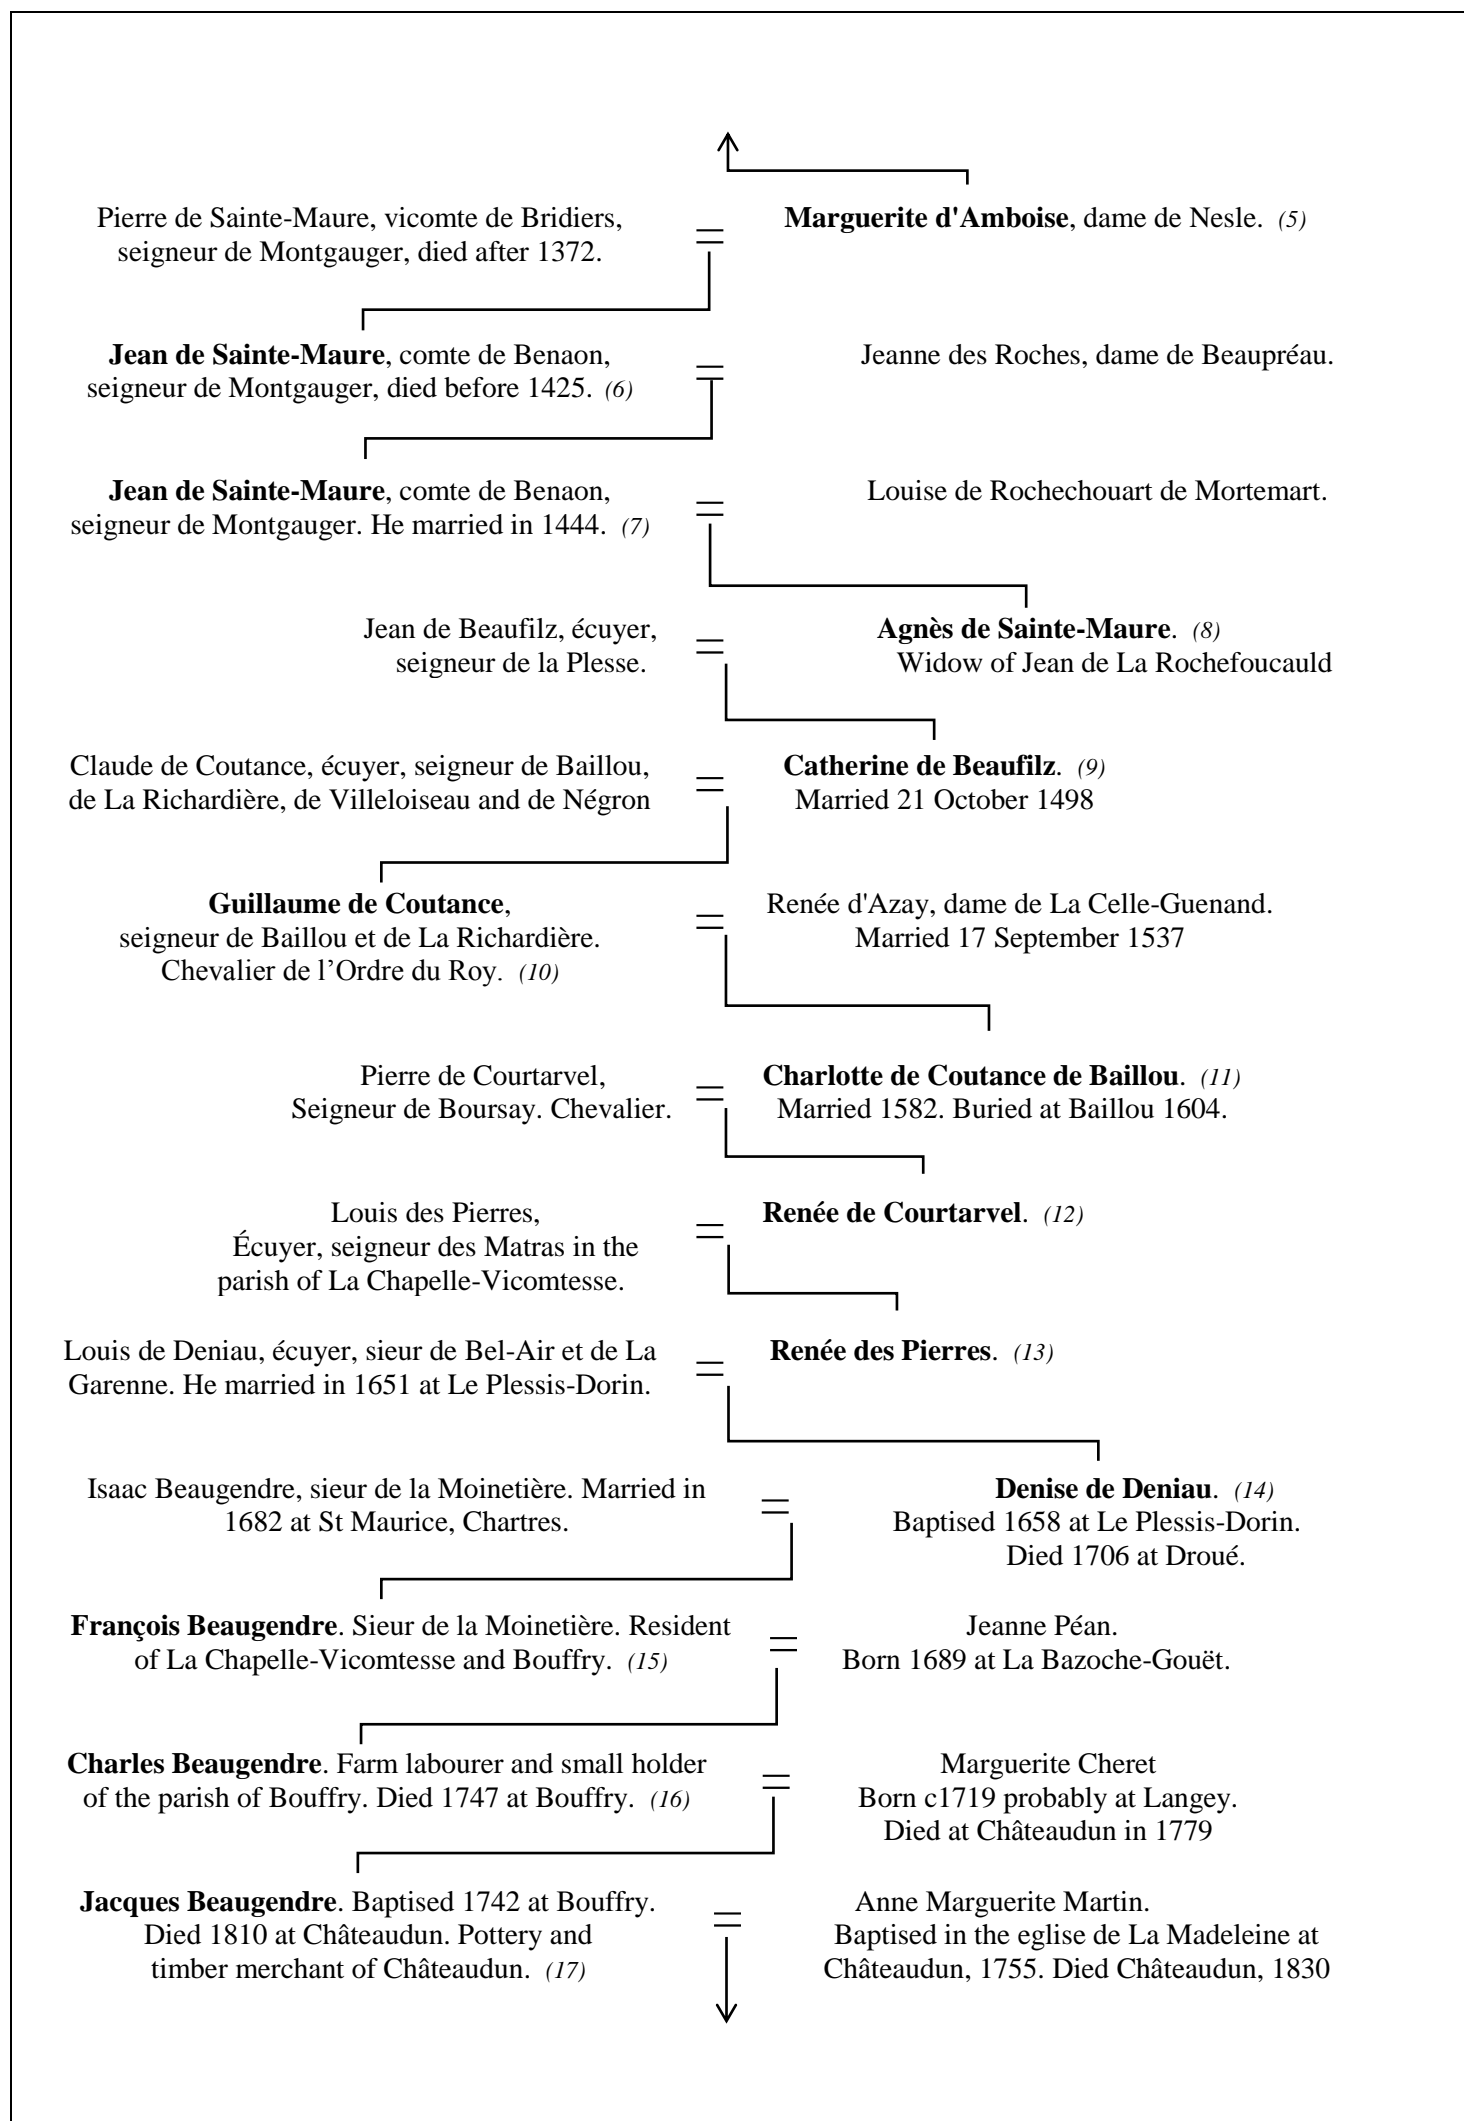 Pierre de Sainte-Maure, vicomte de Bridiers,
seigneur de Montgauger, died after 1372.
=
Marguerite d'Amboise, dame de Nesle. (5)
Jean de Sainte-Maure, comte de Benaon,
seigneur de Montgauger, died before 1425. (6)
=
Jeanne des Roches, dame de Beaupréau.
Jean de Sainte-Maure, comte de Benaon,
seigneur de Montgauger. He married in 1444. (7)
=
Louise de Rochechouart de Mortemart.
Jean de Beaufilz, écuyer,
seigneur de la Plesse.
=
Agnès de Sainte-Maure. (8)
Widow of Jean de La Rochefoucauld
Claude de Coutance, écuyer, seigneur de Baillou,
de La Richardière, de Villeloiseau and de Négron
=
Catherine de Beaufilz. (9)
Married 21 October 1498
Guillaume de Coutance,
seigneur de Baillou et de La Richardière.
Chevalier de l’Ordre du Roy. (10)
=
Renée d'Azay, dame de La Celle-Guenand.
Married 17 September 1537
Pierre de Courtarvel,
Seigneur de Boursay. Chevalier.
=
Charlotte de Coutance de Baillou. (11)
Married 1582. Buried at Baillou 1604.
Louis des Pierres,
Écuyer, seigneur des Matras in the
parish of La Chapelle-Vicomtesse.
=
Renée de Courtarvel. (12)
Louis de Deniau, écuyer, sieur de Bel-Air et de La
Garenne. He married in 1651 at Le Plessis-Dorin.
=
Renée des Pierres. (13)
Isaac Beaugendre, sieur de la Moinetière. Married in
1682 at St Maurice, Chartres.
=
Denise de Deniau. (14)
Baptised 1658 at Le Plessis-Dorin.
Died 1706 at Droué.
François Beaugendre. Sieur de la Moinetière. Resident
of La Chapelle-Vicomtesse and Bouffry. (15)
=
Jeanne Péan.
Born 1689 at La Bazoche-Gouët.
Charles Beaugendre. Farm labourer and small holder
of the parish of Bouffry. Died 1747 at Bouffry. (16)
=
Marguerite Cheret
Born c1719 probably at Langey.
Died at Châteaudun in 1779
Jacques Beaugendre. Baptised 1742 at Bouffry.
Died 1810 at Châteaudun. Pottery and
timber merchant of Châteaudun. (17)
=
Anne Marguerite Martin.
Baptised in the eglise de La Madeleine at
Châteaudun, 1755. Died Châteaudun, 1830